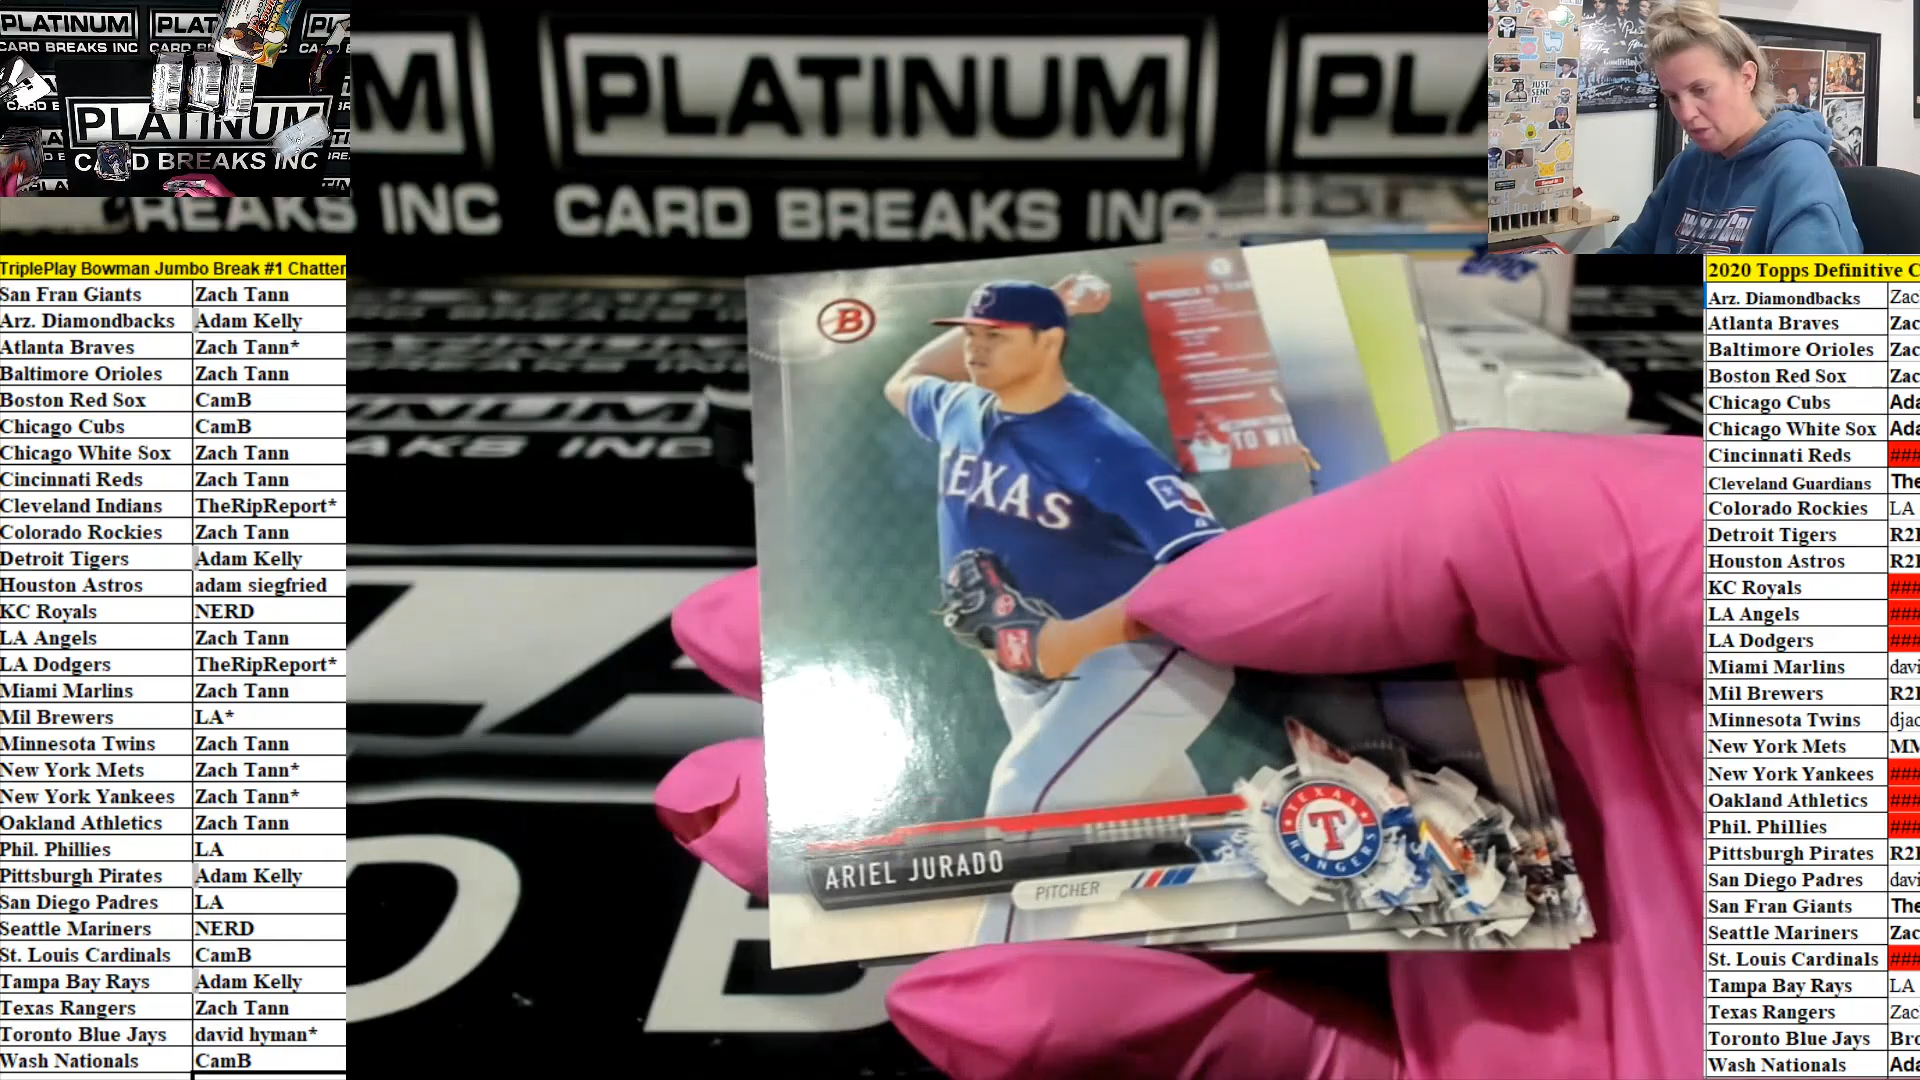 PLATINUM
CARD BREAKS INC
PLATINUM
CARD BREAKS INC
PLATINUM
CARD BREAKS INC
BREAKS INC
JUST
SEND
IT.
GoodFellas
TriplePlay Bowman Jumbo Break #1 Chatter
San Fran Giants Zach Tann
Arz. Diamondbacks Adam Kelly
Atlanta Braves Zach Tann*
Baltimore Orioles Zach Tann
Boston Red Sox CamB
Chicago Cubs CamB
Chicago White Sox Zach Tann
Cincinnati Reds Zach Tann
Cleveland Indians TheRipReport*
Colorado Rockies Zach Tann
Detroit Tigers Adam Kelly
Houston Astros adam siegfried
KC Royals NERD
LA Angels Zach Tann
LA Dodgers TheRipReport*
Miami Marlins Zach Tann
Mil Brewers LA*
Minnesota Twins Zach Tann
New York Mets Zach Tann*
New York Yankees Zach Tann*
Oakland Athletics Zach Tann
Phil. Phillies LA
Pittsburgh Pirates Adam Kelly
San Diego Padres LA
Seattle Mariners NERD
St. Louis Cardinals CamB
Tampa Bay Rays Adam Kelly
Texas Rangers Zach Tann
Toronto Blue Jays david hyman*
Wash Nationals CamB
B
TO WIN
TEXAS
TEXAS
T
RANGERS
ARIEL JURADO
PITCHER
2020 Topps Definitive C
Arz. Diamondbacks Zac
Atlanta Braves Zac
Baltimore Orioles Zac
Boston Red Sox Zac
Chicago Cubs Ada
Chicago White Sox Ada
Cincinnati Reds ###
Cleveland Guardians The
Colorado Rockies LA
Detroit Tigers R2I
Houston Astros R2I
KC Royals ###
LA Angels ###
LA Dodgers ###
Miami Marlins davi
Mil Brewers R2I
Minnesota Twins djac
New York Mets MM
New York Yankees ###
Oakland Athletics ###
Phil. Phillies ###
Pittsburgh Pirates R2I
San Diego Padres davi
San Fran Giants The
Seattle Mariners Zac
St. Louis Cardinals ###
Tampa Bay Rays LA
Texas Rangers Zac
Toronto Blue Jays Bro
Wash Nationals Ada